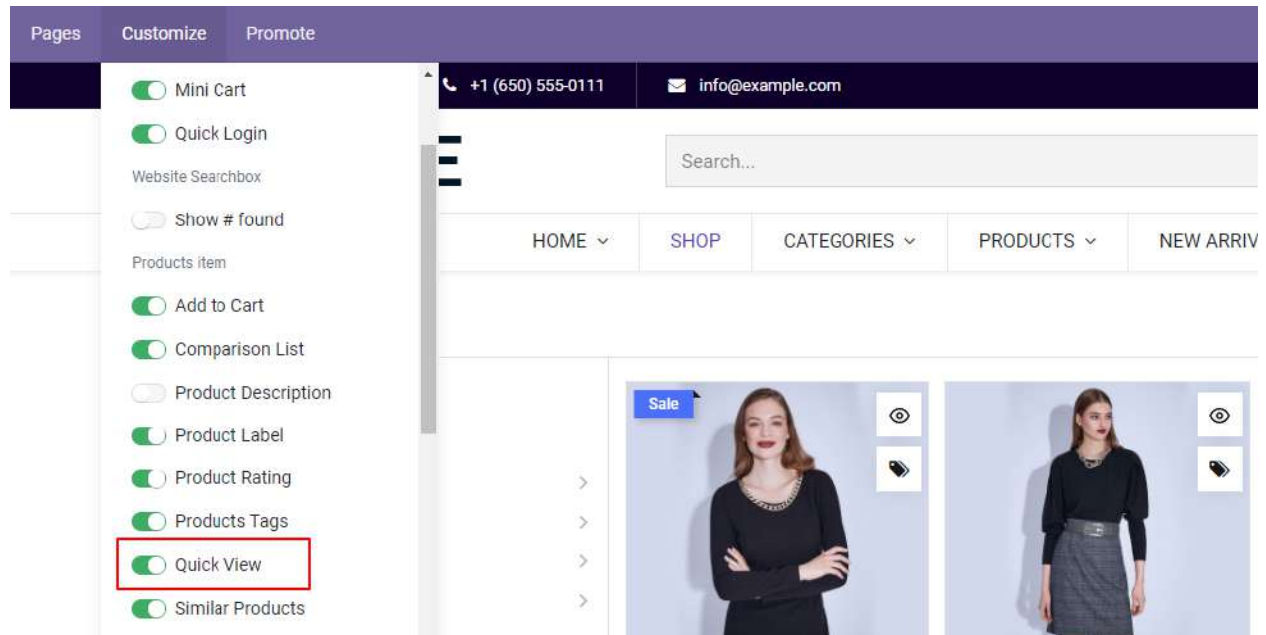 Pages Customize Promote
+1 (650) 555-0111 info@example.com
Mini Cart
Quick Login
Website Searchbox
Show # found
Products item
Add to Cart
Comparison List
Product Description
Product Label
Product Rating
Products Tags
Quick View
Similar Products
E
Search...
HOME SHOP CATEGORIES PRODUCTS NEW ARRIV
Sale